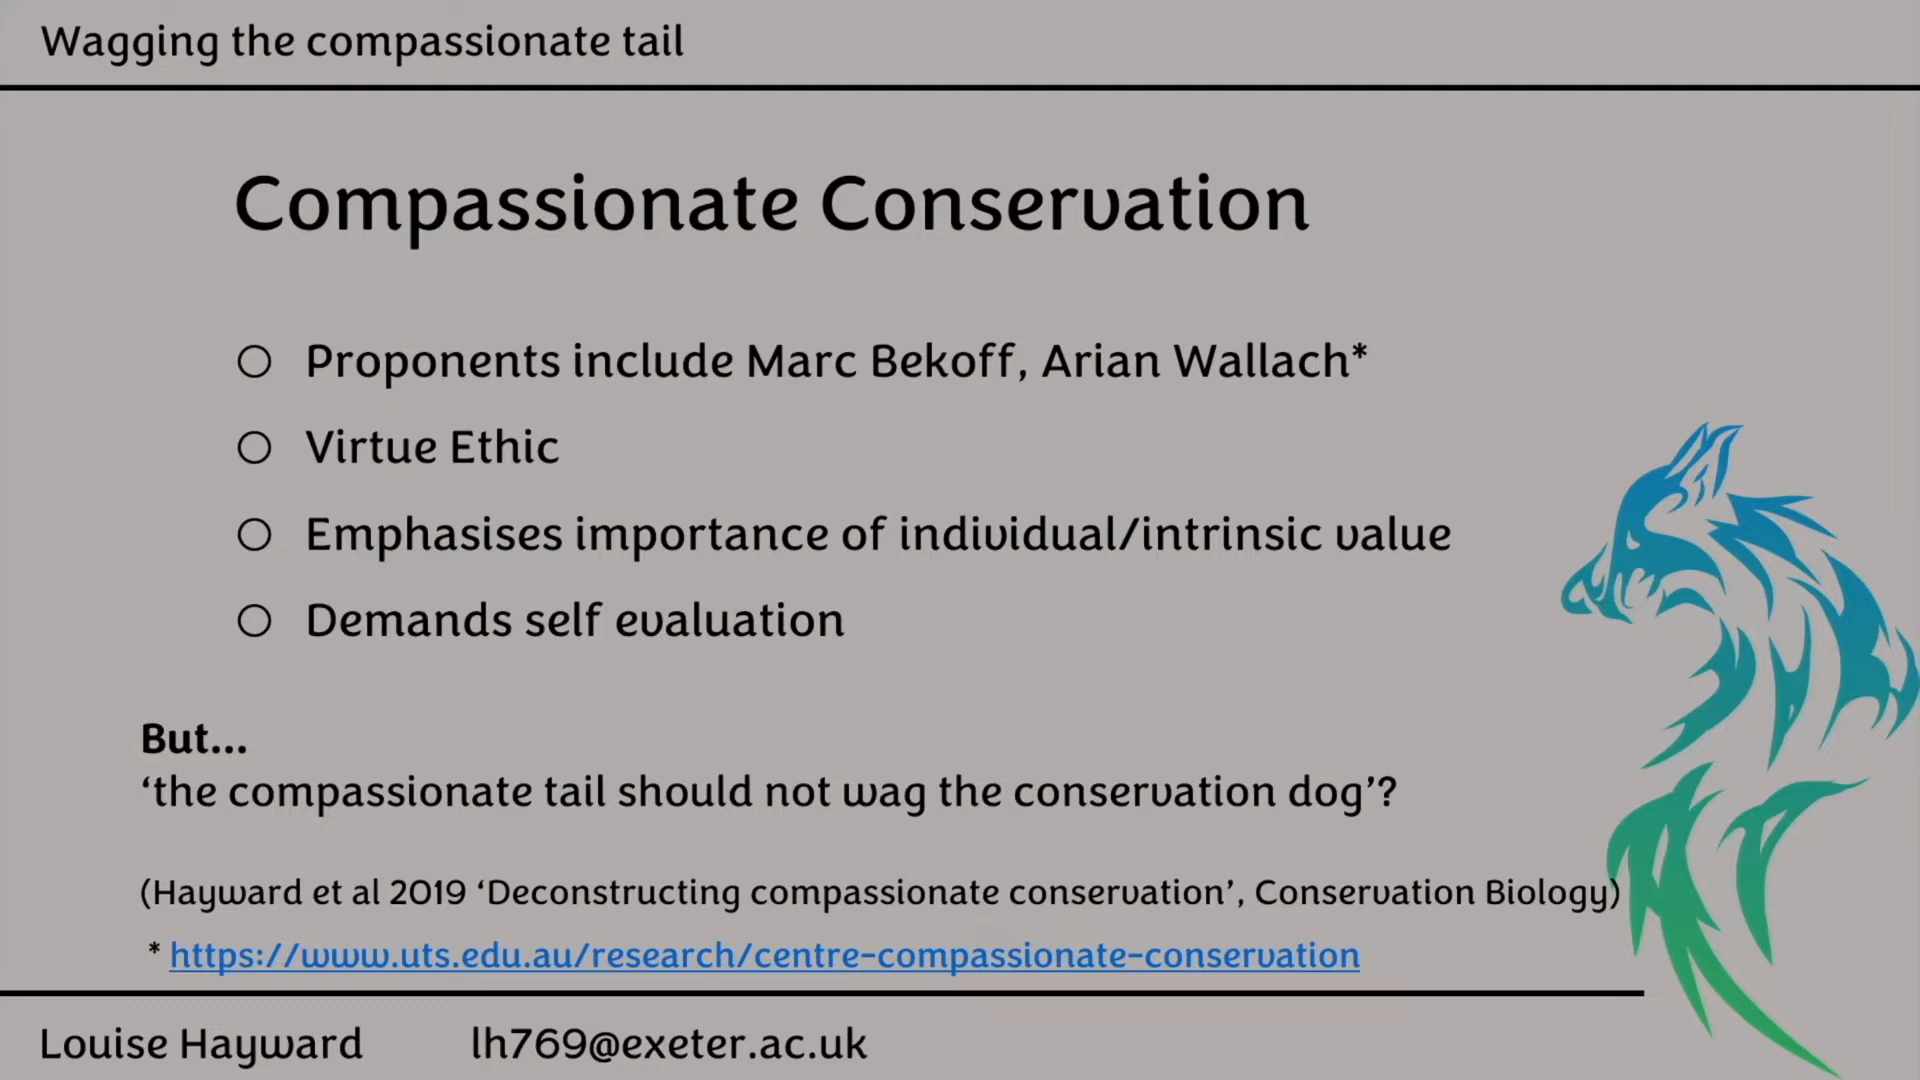 Wagging the compassionate tail
Compassionate Conservation
Proponents include Marc Bekoff, Arian Wallach*
Virtue Ethic
Emphasises importance of individual/intrinsic value
Demands self evaluation
But...
‘the compassionate tail should not wag the conservation dog’?
(Hayward et al 2019 ‘Deconstructing compassionate conservation’, Conservation Biology)
* https://www.uts.edu.au/research/centre-compassionate-conservation
Louise Hayward lh769@exeter.ac.uk